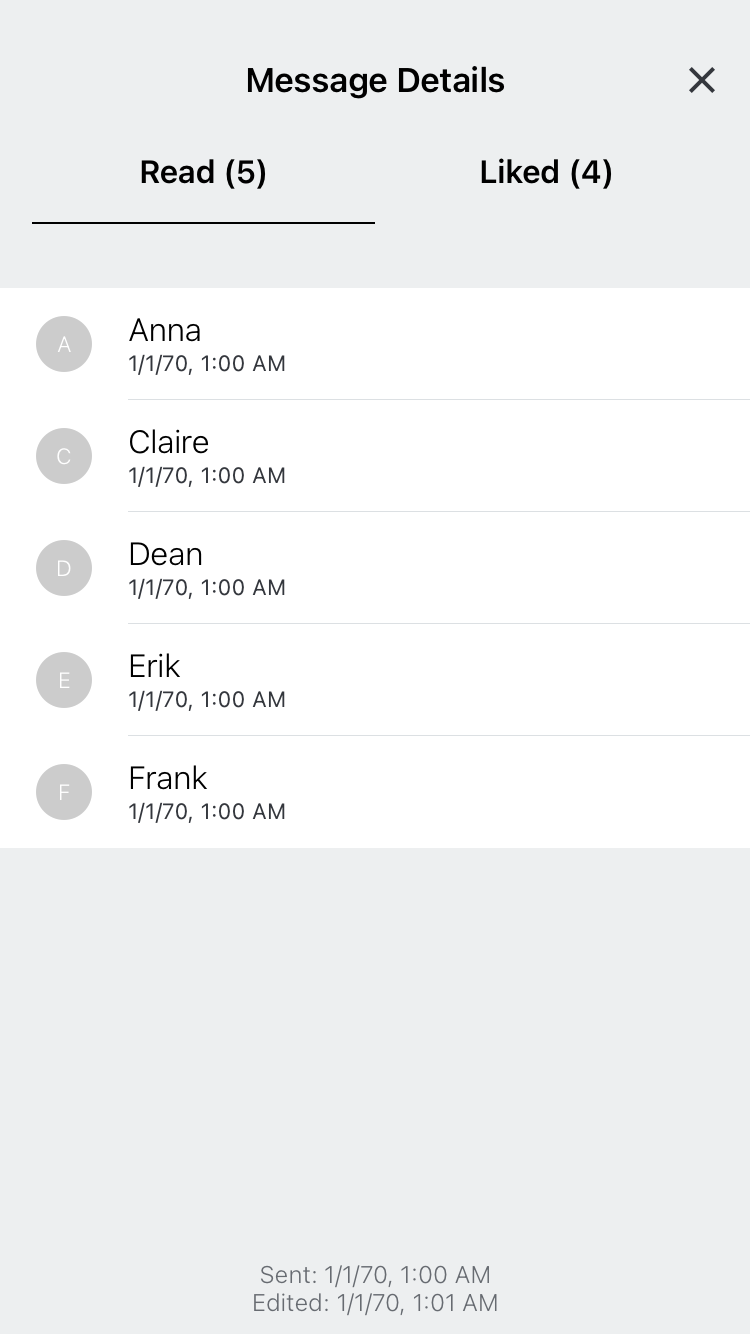 Message Details
Read (5) Liked (4)
A
Anna
1/1/70, 1:00 AM
C
Claire
1/1/70, 1:00 AM
D
Dean
1/1/70, 1:00 AM
E
Erik
1/1/70, 1:00 AM
F
Frank
1/1/70, 1:00 AM
Sent: 1/1/70, 1:00 AM
Edited: 1/1/70, 1:01 AM